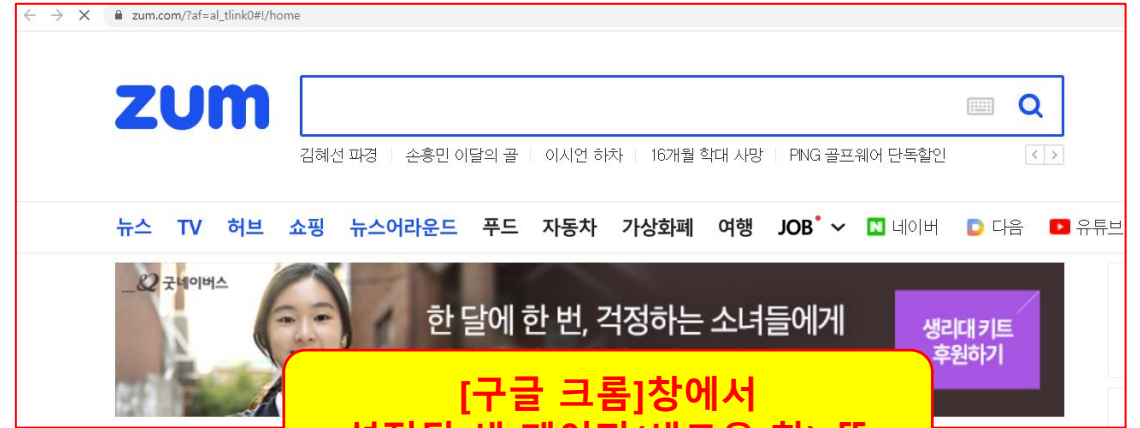 zum.com/?af=al_tlink0#!/home
zum
김혜선 파경 손흥민 이달의 골 이시언 하차 16개월 학대 사망 PING 골프웨어 단독할인
뉴스 TV 허브 쇼핑 뉴스어라운드 푸드 자동차 가상화폐 여행 JOB 네이버 다음 유튜브
굿네이버스
한 달에 한 번, 걱정하는 소녀들에게
생리대 키트
후원하기
[구글 크롬]창에서